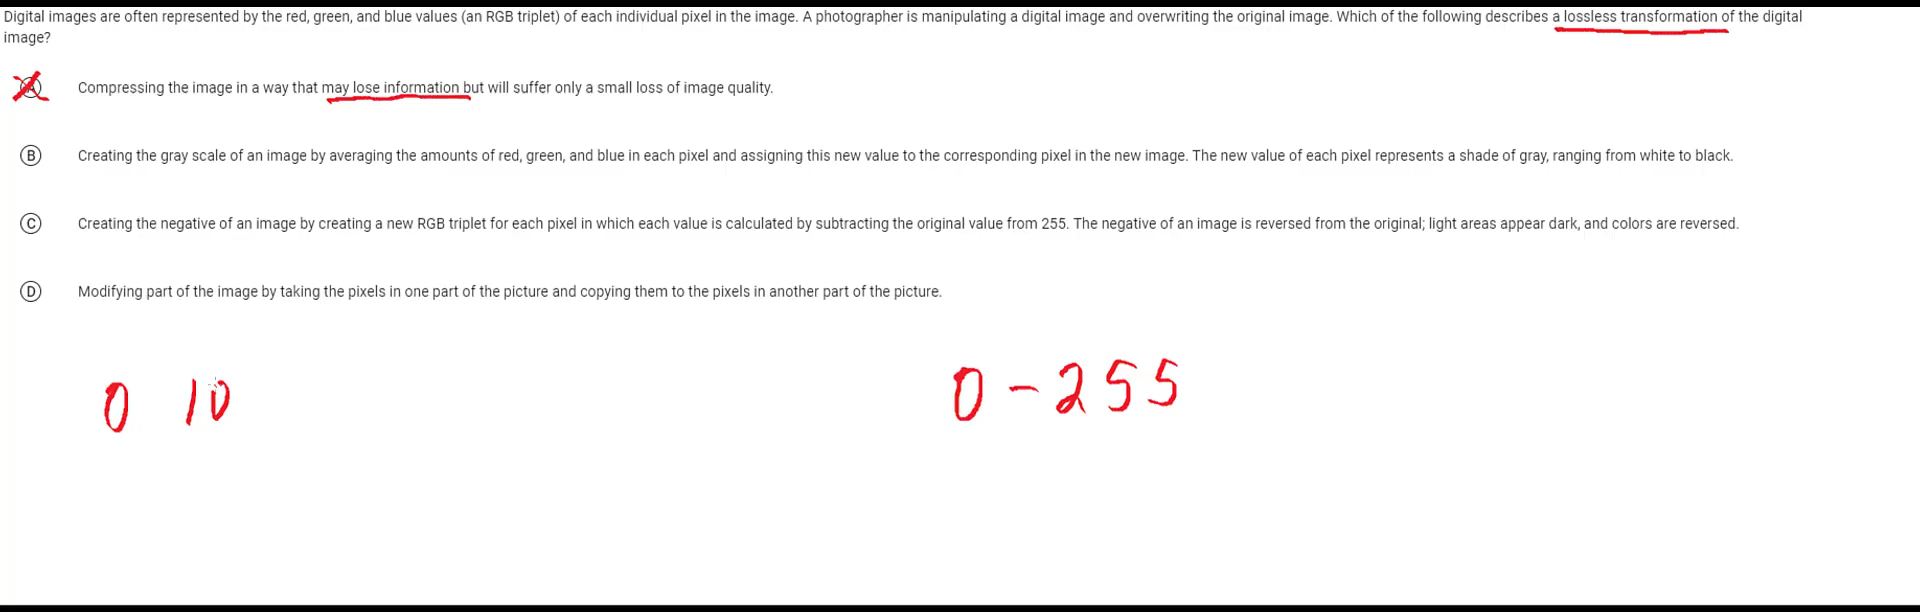 Digital images are often represented by the red, green, and blue values (an RGB triplet) of each individual pixel in the image. A photographer is manipulating a digital image and overwriting the original image. Which of the following describes a lossless transformation of the digital
image?
A Compressing the image in a way that may lose information but will suffer only a small loss of image quality.
B Creating the gray scale of an image by averaging the amounts of red, green, and blue in each pixel and assigning this new value to the corresponding pixel in the new image. The new value of each pixel represents a shade of gray, ranging from white to black.
C Creating the negative of an image by creating a new RGB triplet for each pixel in which each value is calculated by subtracting the original value from 255. The negative of an image is reversed from the original; light areas appear dark, and colors are reversed.
D Modifying part of the image by taking the pixels in one part of the picture and copying them to the pixels in another part of the picture.
0 10 0-255